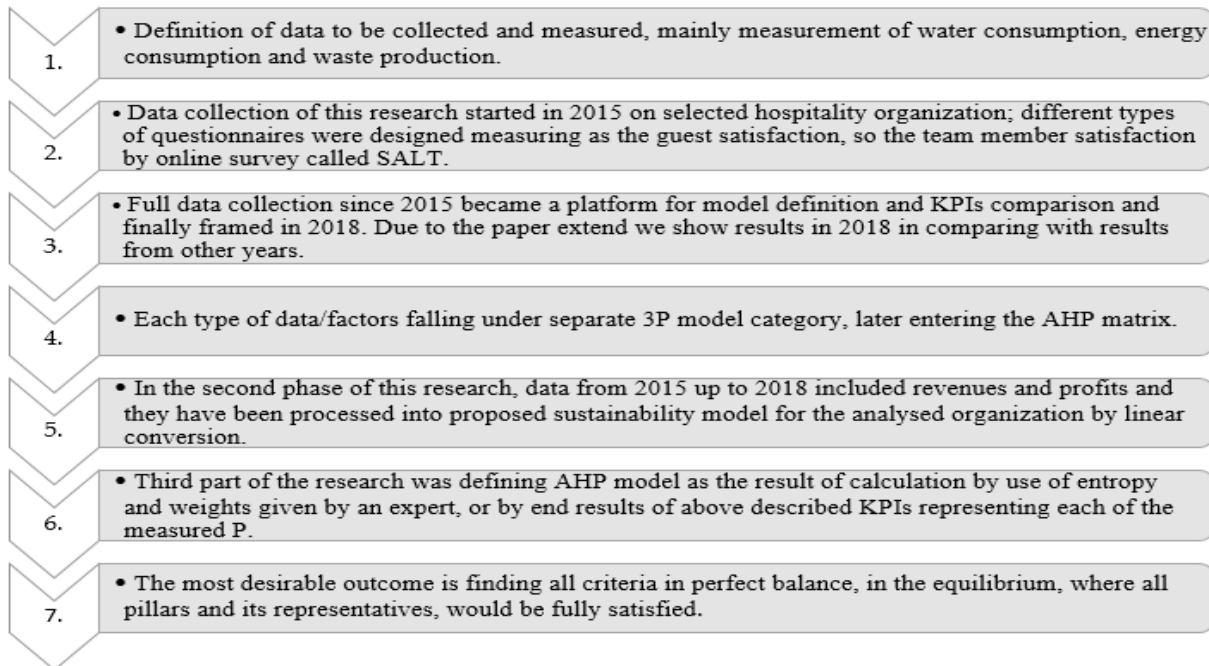 1.
• Definition of data to be collected and measured, mainly measurement of water consumption, energy
consumption and waste production.
2.
• Data collection of this research started in 2015 on selected hospitality organization; different types
of questionnaires were designed measuring as the guest satisfaction, so the team member satisfaction
by online survey called SALT.
3.
• Full data collection since 2015 became a platform for model definition and KPIs comparison and
finally framed in 2018. Due to the paper extend we show results in 2018 in comparing with results
from other years.
4.
• Each type of data/factors falling under separate 3P model category, later entering the AHP matrix.
5.
• In the second phase of this research, data from 2015 up to 2018 included revenues and profits and
they have been processed into proposed sustainability model for the analysed organization by linear
conversion.
6.
• Third part of the research was defining AHP model as the result of calculation by use of entropy
and weights given by an expert, or by end results of above described KPIs representing each of the
measured P.
7.
• The most desirable outcome is finding all criteria in perfect balance, in the equilibrium, where all
pillars and its representatives, would be fully satisfied.